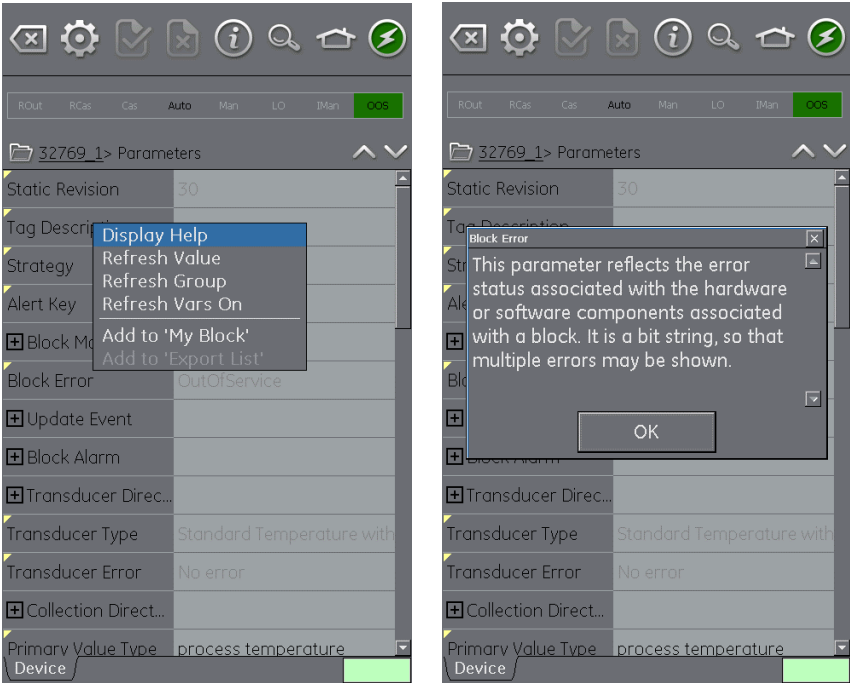 ROut RCas Cas Auto Man LO IMan OOS
32769_1> Parameters
Static Revision 30
Tag Descri
Strategy
Alert Key
Block Mo
Block Error OutOfService
Update Event
Block Alarm
Transducer Direc...
Transducer Type Standard Temperature with
Transducer Error No error
Collection Direct...
Primary Value Type process temperature
Device
Display Help
Refresh Value
Refresh Group
Refresh Vars On
Add to 'My Block'
Add to 'Export List'
ROut RCas Cas Auto Man LO IMan OOS
32769_1> Parameters
Static Revision 30
Tag Description
Str
Ale
Blo
Transducer Direc...
Transducer Type Standard Temperature with
Transducer Error No error
Collection Direct...
Primary Value Type process temperature
Device
Block Error
This parameter reflects the error
status associated with the hardware
or software components associated
with a block. It is a bit string, so that
multiple errors may be shown.
OK